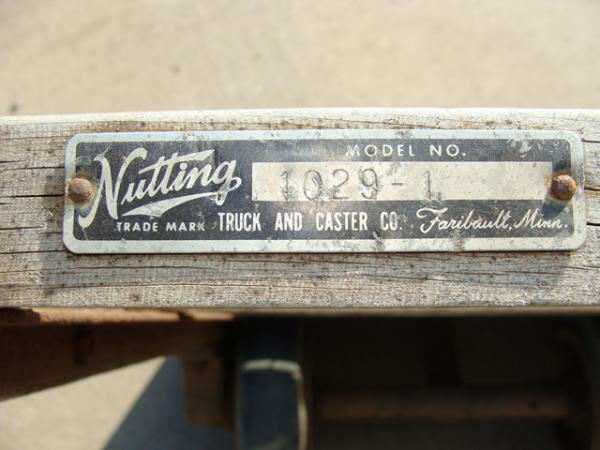 Nutting
MODEL NO.
1029-1
TRADE MARK TRUCK AND CASTER CO. Faribault, Minn.